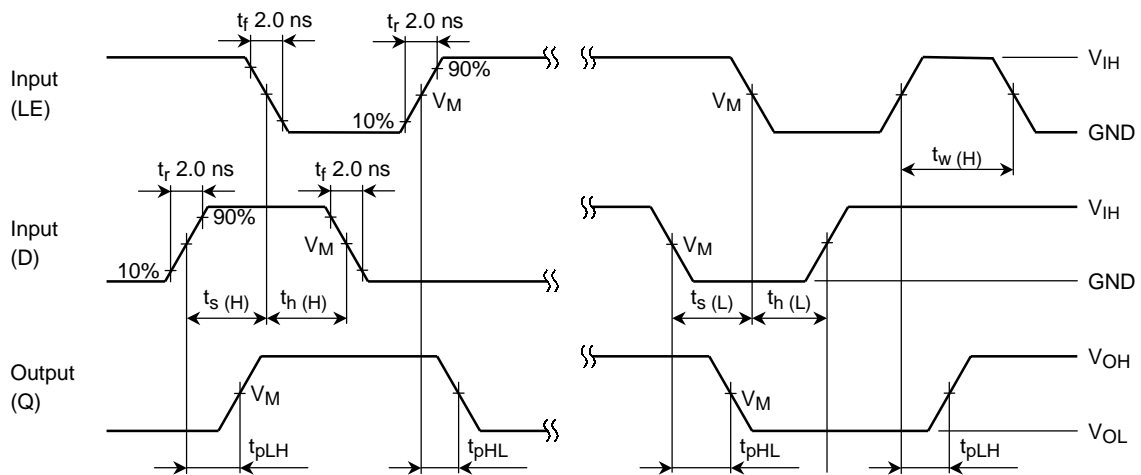 tf 2.0 ns
tr 2.0 ns
Input
(LE)
90%
VM
10%
VM
VIH
GND
tw (H)
tr 2.0 ns
tf 2.0 ns
Input
(D)
90%
VM
10%
VM
VIH
GND
ts (H)
th (H)
ts (L)
th (L)
Output
(Q)
VM
VM
VOH
VOL
tpLH
tpHL
tpHL
tpLH